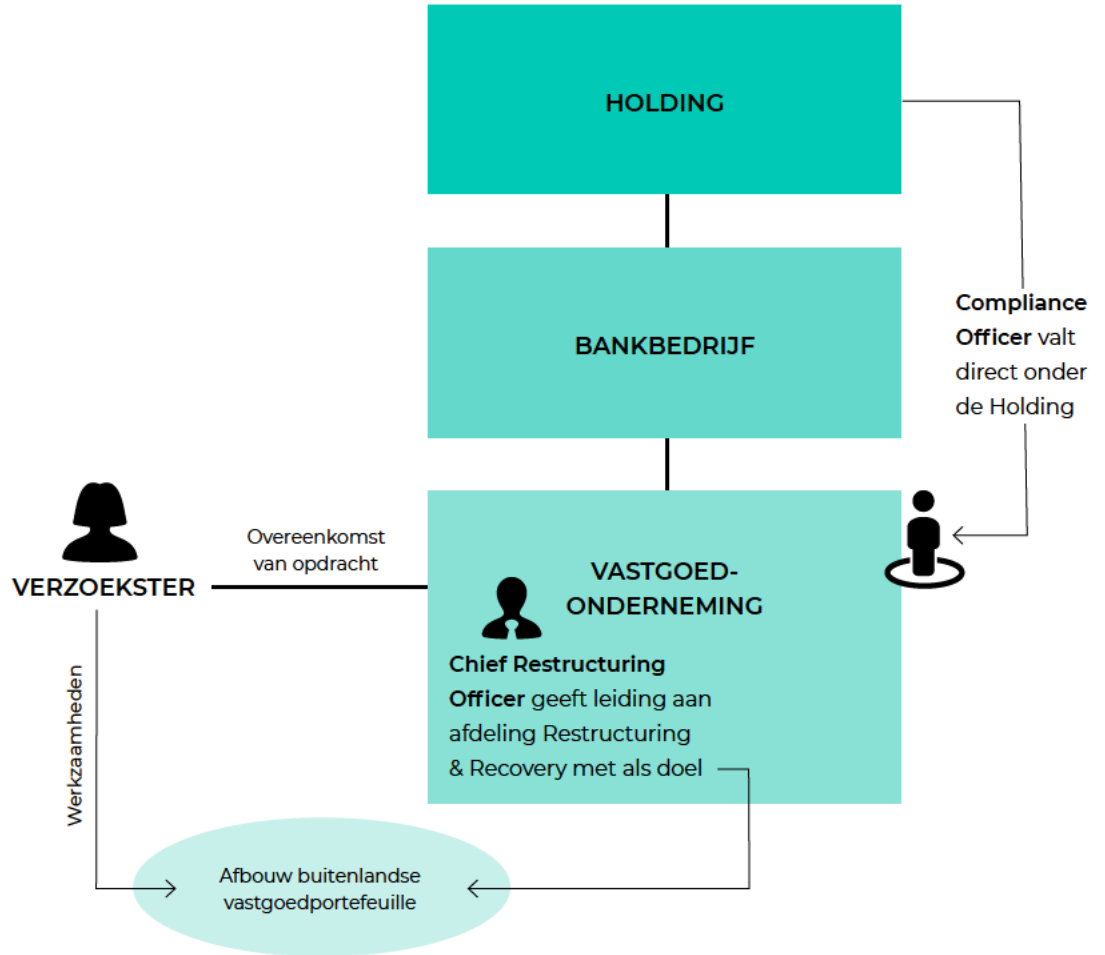 HOLDING
BANKBEDRIJF
Compliance
Officer valt
direct onder
de Holding
VERZOEKSTER
Overeenkomst
van opdracht
VASTGOED-
ONDERNEMING
Chief Restructuring
Officer geeft leiding aan
afdeling Restructuring
& Recovery met als doel
Werkzaamheden
Afbouw buitenlandse
vastgoedportefeuille